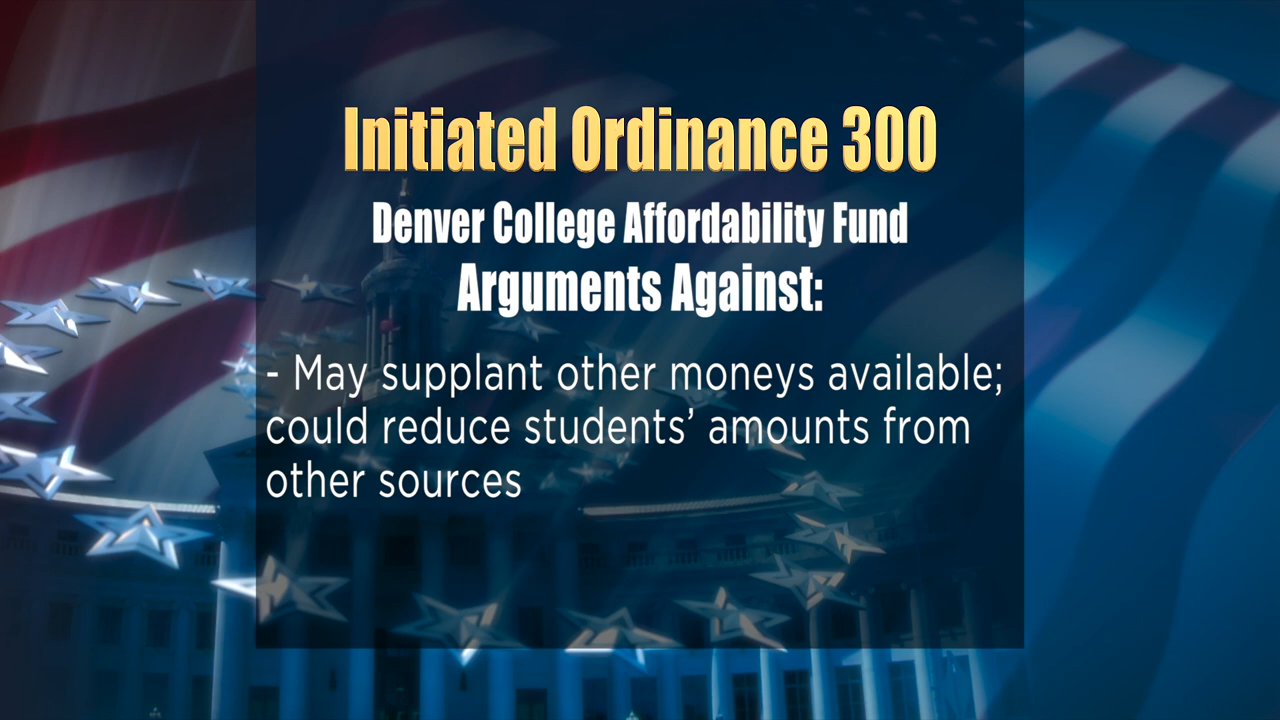 Initiated Ordinance 300
Denver College Affordability Fund
Arguments Against:
- May supplant other moneys available;
could reduce students’ amounts from
other sources